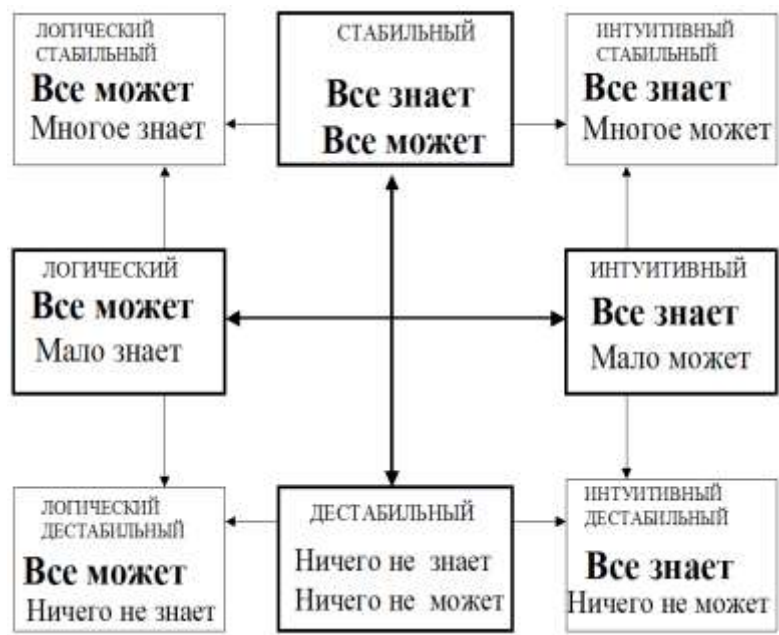 ЛОГИЧЕСКИЙ
СТАБИЛЬНЫЙ
Все может
Многое знает
СТАБИЛЬНЫЙ
Все знает
Все может
ИНТУИТИВНЫЙ
СТАБИЛЬНЫЙ
Все знает
Многое может
ЛОГИЧЕСКИЙ
Все может
Мало знает
ИНТУИТИВНЫЙ
Все знает
Мало может
ЛОГИЧЕСКИЙ
ДЕСТАБИЛЬНЫЙ
Все может
Ничего не знает
ДЕСТАБИЛЬНЫЙ
Ничего не знает
Ничего не может
ИНТУИТИВНЫЙ
ДЕСТАБИЛЬНЫЙ
Все знает
Ничего не может